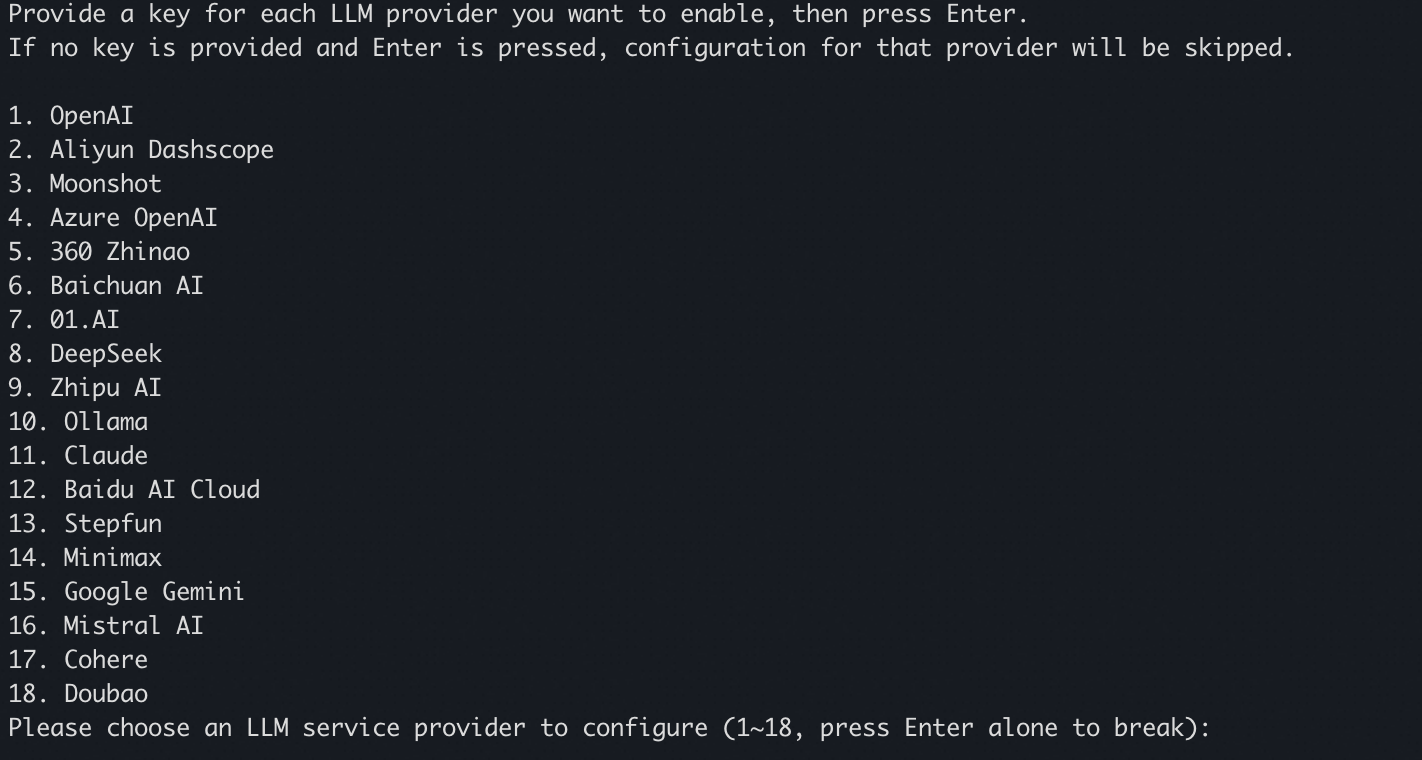 Provide a key for each LLM provider you want to enable, then press Enter.
If no key is provided and Enter is pressed, configuration for that provider will be skipped.
1. OpenAI
2. Aliyun Dashscope
3. Moonshot
4. Azure OpenAI
5. 360 Zhinao
6. Baichuan AI
7. 01.AI
8. DeepSeek
9. Zhipu AI
10. Ollama
11. Claude
12. Baidu AI Cloud
13. Stepfun
14. Minimax
15. Google Gemini
16. Mistral AI
17. Cohere
18. Doubao
Please choose an LLM service provider to configure (1~18, press Enter alone to break):